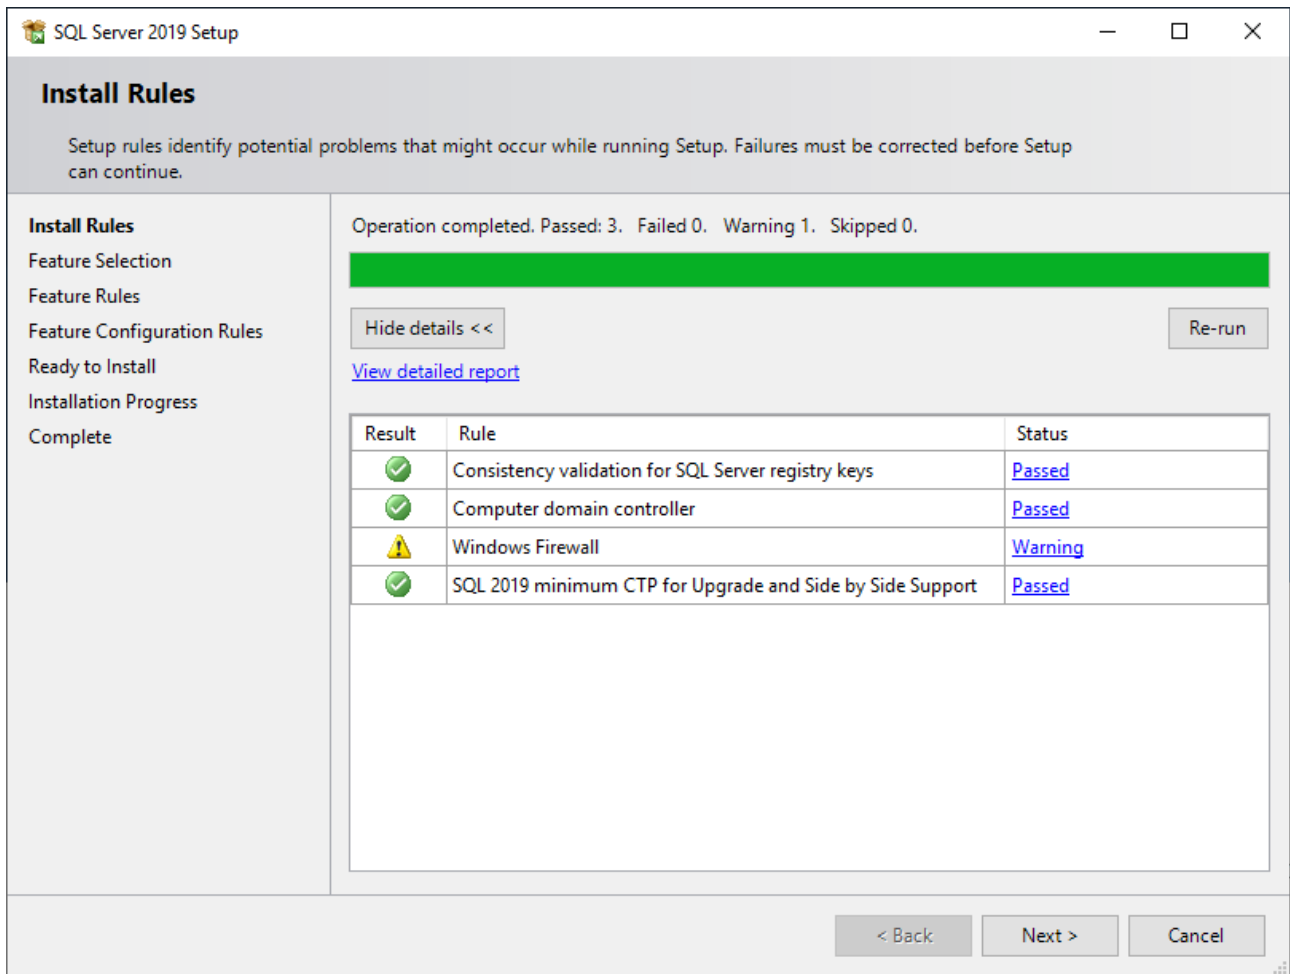 SQL Server 2019 Setup
Install Rules
Setup rules identify potential problems that might occur while running Setup. Failures must be corrected before Setup
can continue.
Install Rules
Feature Selection
Feature Rules
Feature Configuration Rules
Ready to Install
Installation Progress
Complete
Operation completed. Passed: 3.   Failed 0.   Warning 1.   Skipped 0.
Hide details <<
Re-run
View detailed report
Result Rule Status
Consistency validation for SQL Server registry keys Passed
Computer domain controller Passed
Windows Firewall Warning
SQL 2019 minimum CTP for Upgrade and Side by Side Support Passed
< Back
Next >
Cancel